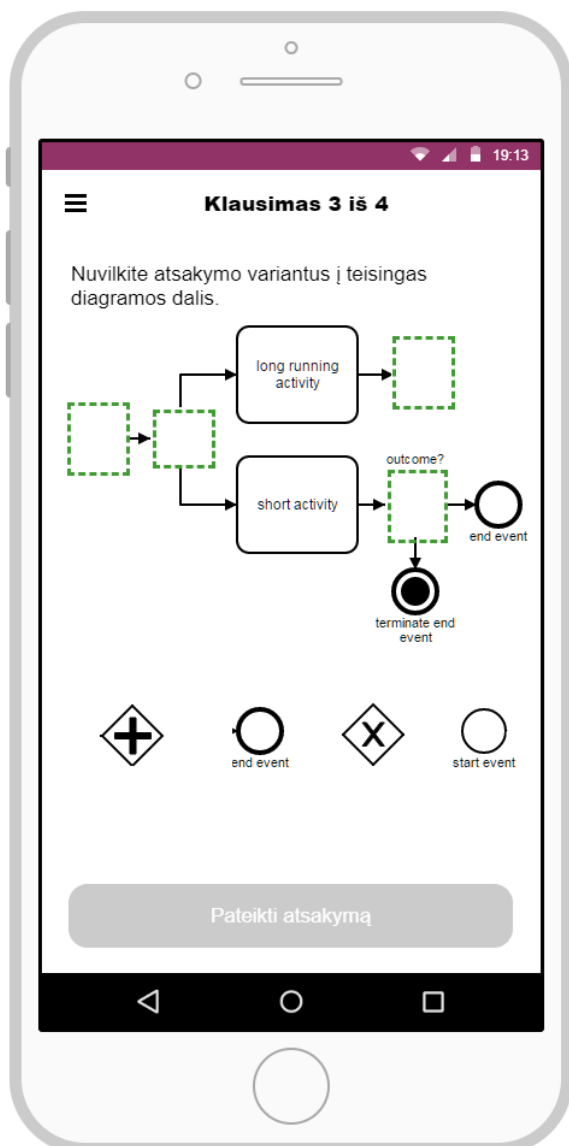 19:13
Klausimas 3 iš 4
Nuvilkite atsakymo variantus į teisingas
diagramos dalis.
long running
activity
outcome?
short activity
end event
terminate end
event
X
end event
start event
Pateikti atsakymą